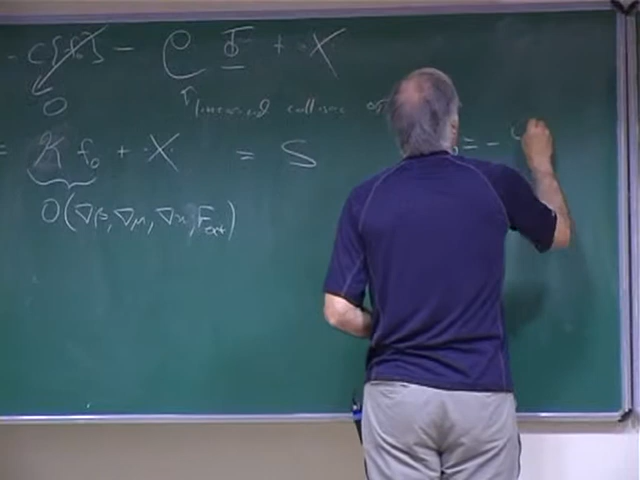 - C[f₀] - C Φ + X
0
↑ linearized collision op
= K f₀ + X = S
≅ -
O(∇β, ∇μ, ∇u, F_ext)